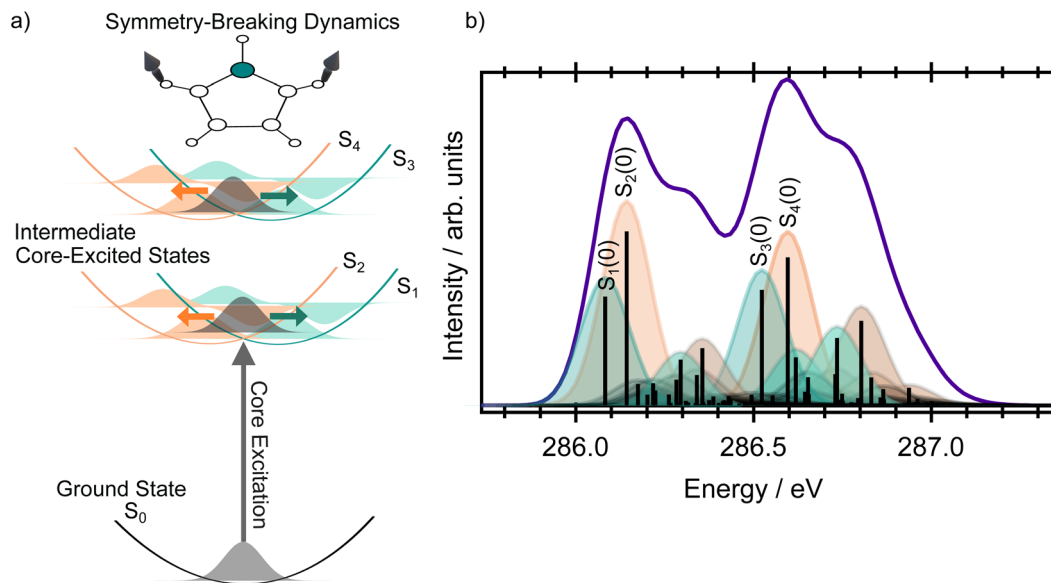 a)
Symmetry-Breaking Dynamics
S4
S3
Intermediate
Core-Excited States
S2
S1
Core Excitation
Ground State
S0
b)
Intensity / arb. units
S1(0)
S2(0)
S3(0)
S4(0)
286.0
286.5
287.0
Energy / eV